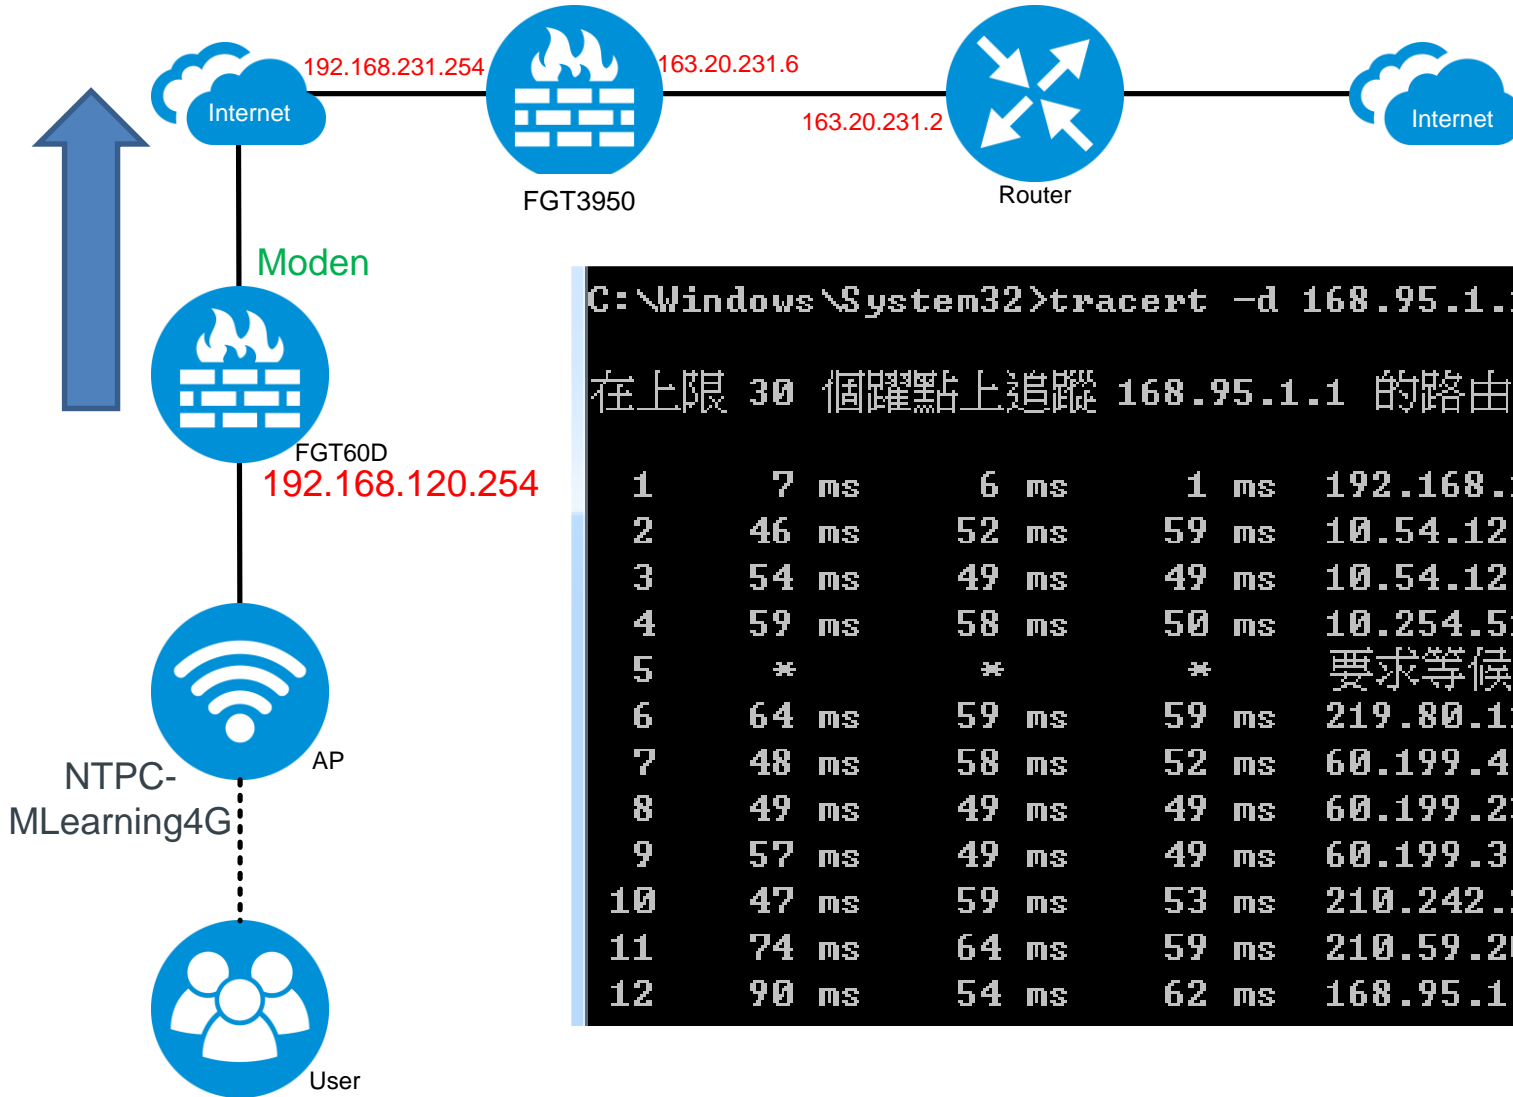 192.168.231.254
163.20.231.6
Internet
163.20.231.2
Internet
FGT3950
Router
Moden
FGT60D
192.168.120.254
AP
NTPC-
MLearning4G
User
C:\Windows\System32>tracert -d 168.95.1.
在上限 30 個躍點上追蹤 168.95.1.1 的路由
1 7 ms 6 ms 1 ms 192.168.
2 46 ms 52 ms 59 ms 10.54.12
3 54 ms 49 ms 49 ms 10.54.12
4 59 ms 58 ms 50 ms 10.254.5
5 * * * 要求等候
6 64 ms 59 ms 59 ms 219.80.1
7 48 ms 58 ms 52 ms 60.199.4
8 49 ms 49 ms 49 ms 60.199.2
9 57 ms 49 ms 49 ms 60.199.3
10 47 ms 59 ms 53 ms 210.242.
11 74 ms 64 ms 59 ms 210.59.2
12 90 ms 54 ms 62 ms 168.95.1